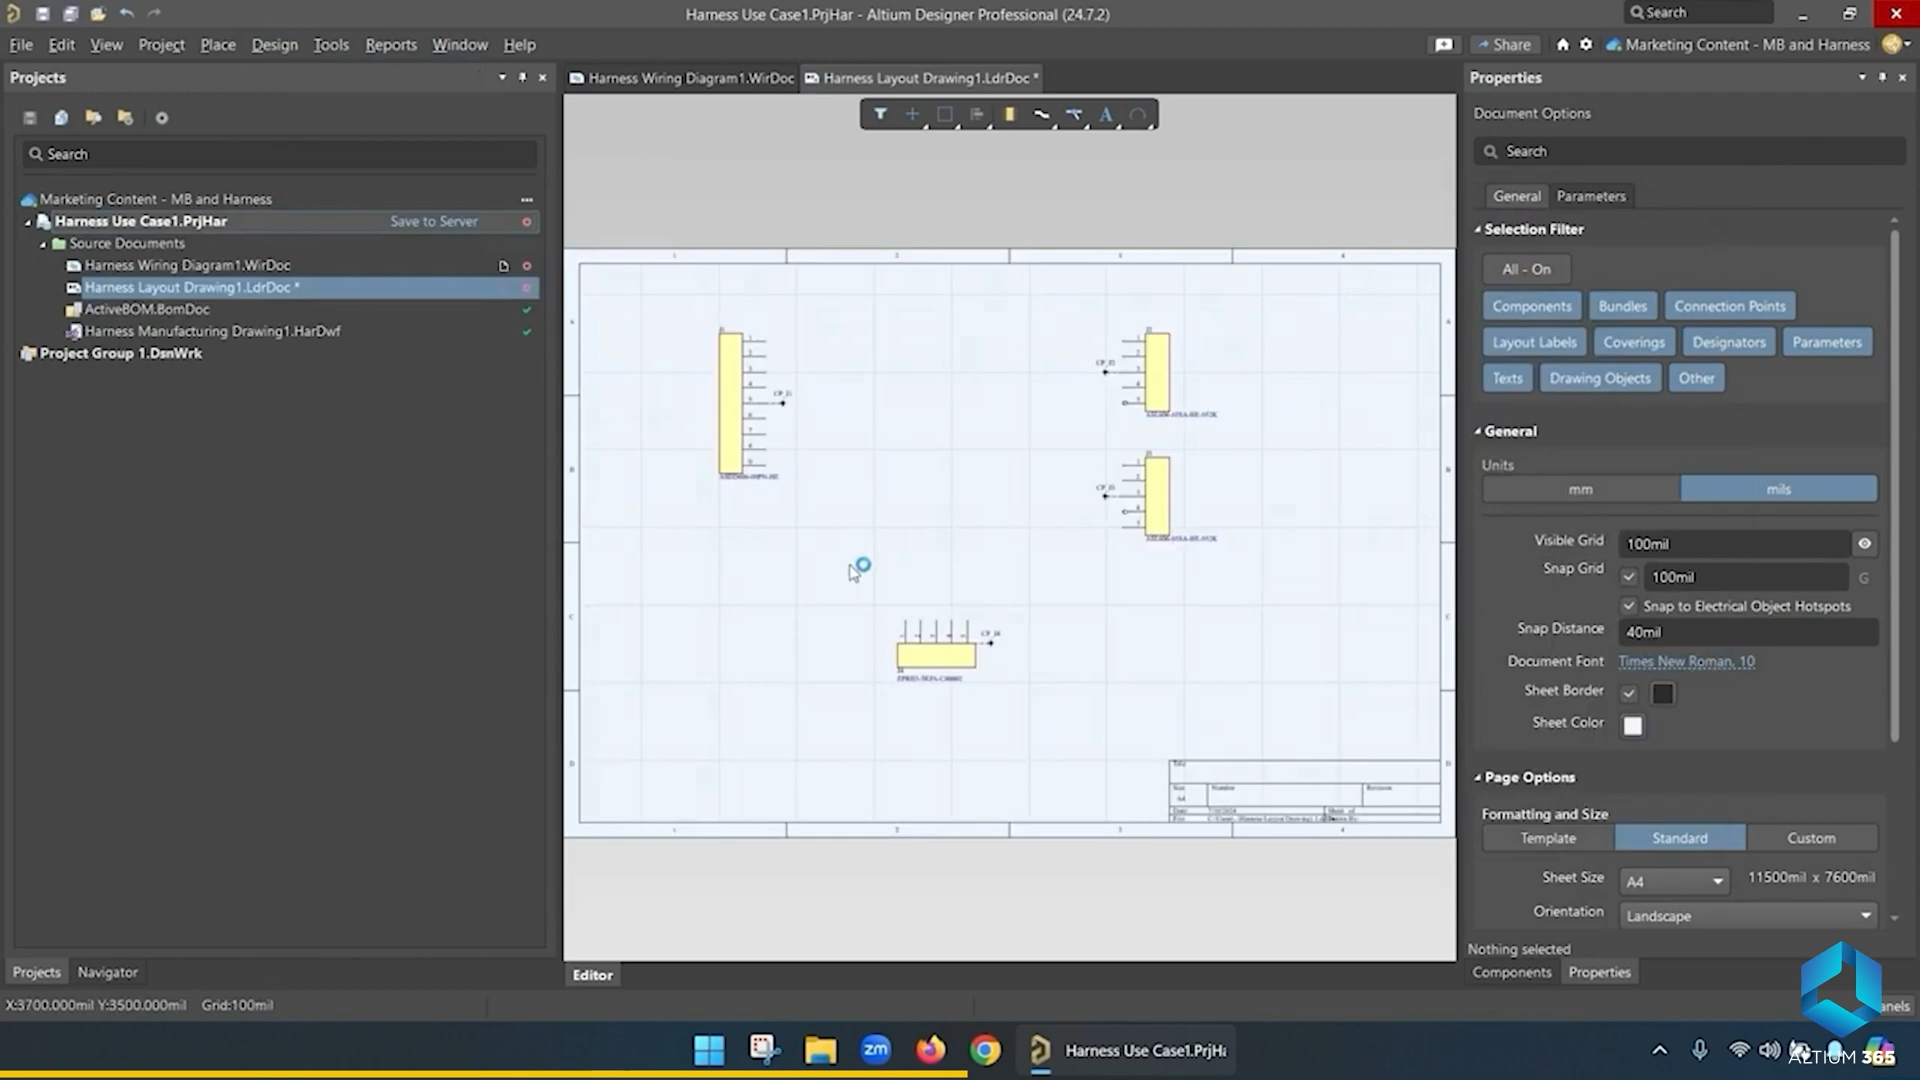 Harness Use Case1.PrjHar - Altium Designer Professional (24.7.2)
Search
File Edit View Project Place Design Tools Reports Window Help
Share
Marketing Content - MB and Harness
Projects
Search
Marketing Content - MB and Harness
Harness Use Case1.PrjHar
Save to Server
Source Documents
Harness Wiring Diagram1.WirDoc
Harness Layout Drawing1.LdrDoc *
ActiveBOM.BomDoc
Harness Manufacturing Drawing1.HarDwf
Project Group 1.DsnWrk
Projects Navigator
X:3700.000mil Y:3500.000mil Grid:100mil
Harness Wiring Diagram1.WirDoc
Harness Layout Drawing1.LdrDoc *
A
Title
Number
Revision
A4
Editor
Properties
Document Options
Search
General Parameters
Selection Filter
All - On
Components Bundles Connection Points
Layout Labels Coverings Designators Parameters
Texts Drawing Objects Other
General
Units
mm mils
Visible Grid 100mil
Snap Grid 100mil G
Snap to Electrical Object Hotspots
Snap Distance 40mil
Document Font Times New Roman, 10
Sheet Border
Sheet Color
Page Options
Formatting and Size
Template Standard Custom
Sheet Size A4 11500mil x 7600mil
Orientation Landscape
Nothing selected
Components Properties
anels
zm
Harness Use Case1.PrjHa
ALTIUM 365